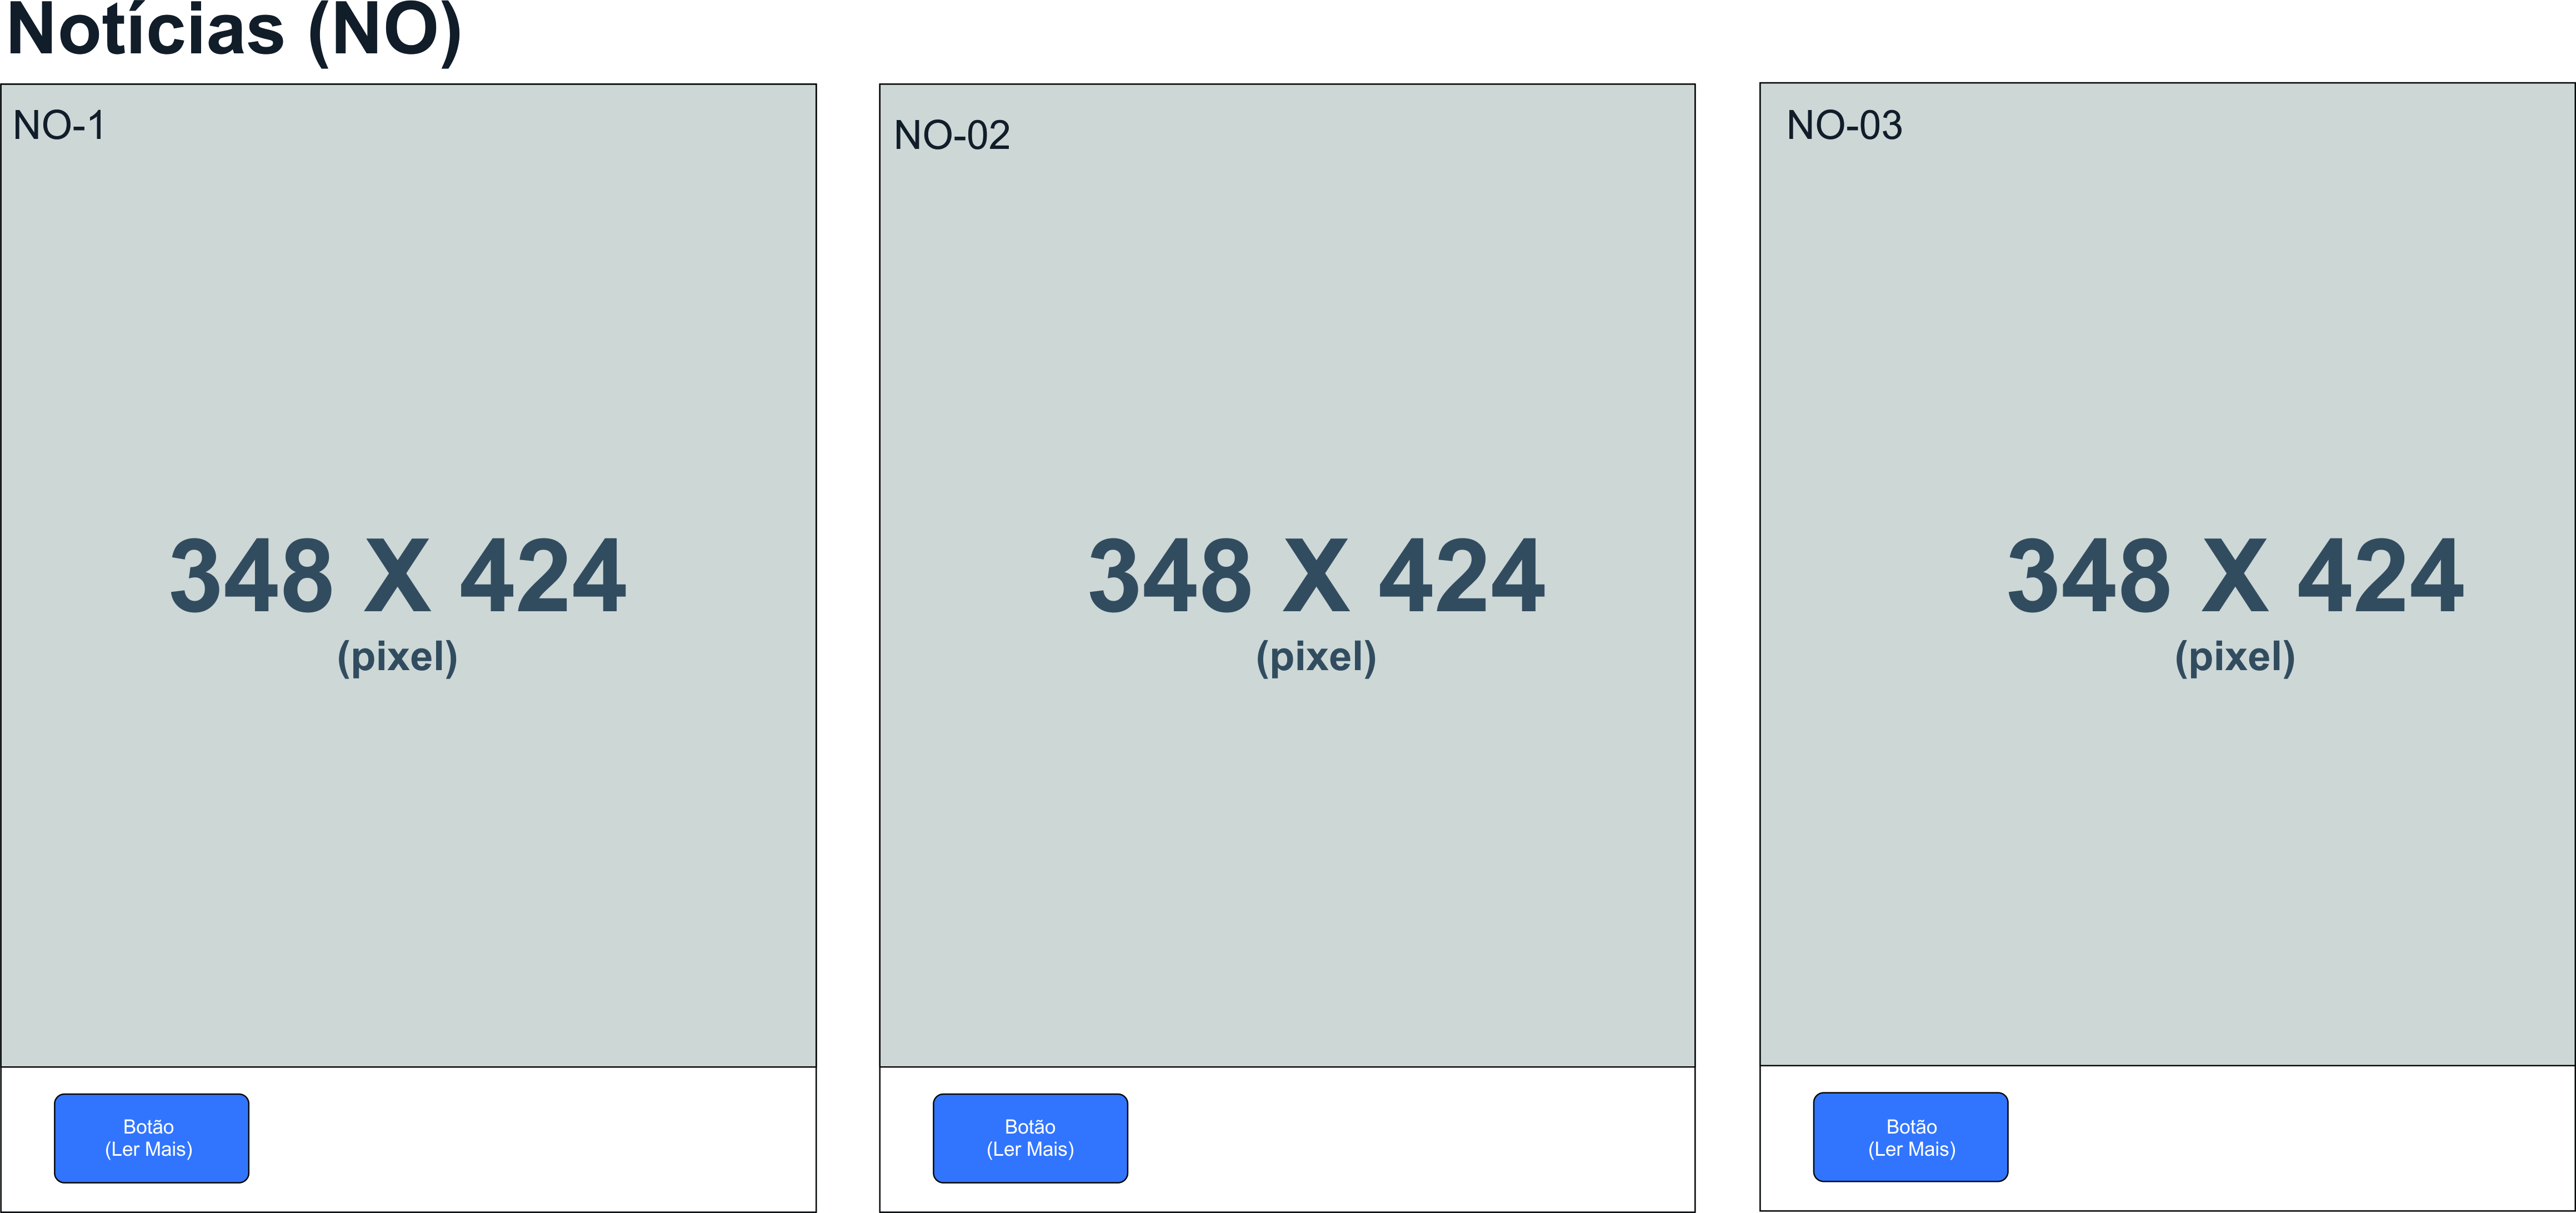 Notícias (NO)
NO-1
348 X 424
(pixel)
Botão
(Ler Mais)
NO-02
348 X 424
(pixel)
Botão
(Ler Mais)
NO-03
348 X 424
(pixel)
Botão
(Ler Mais)